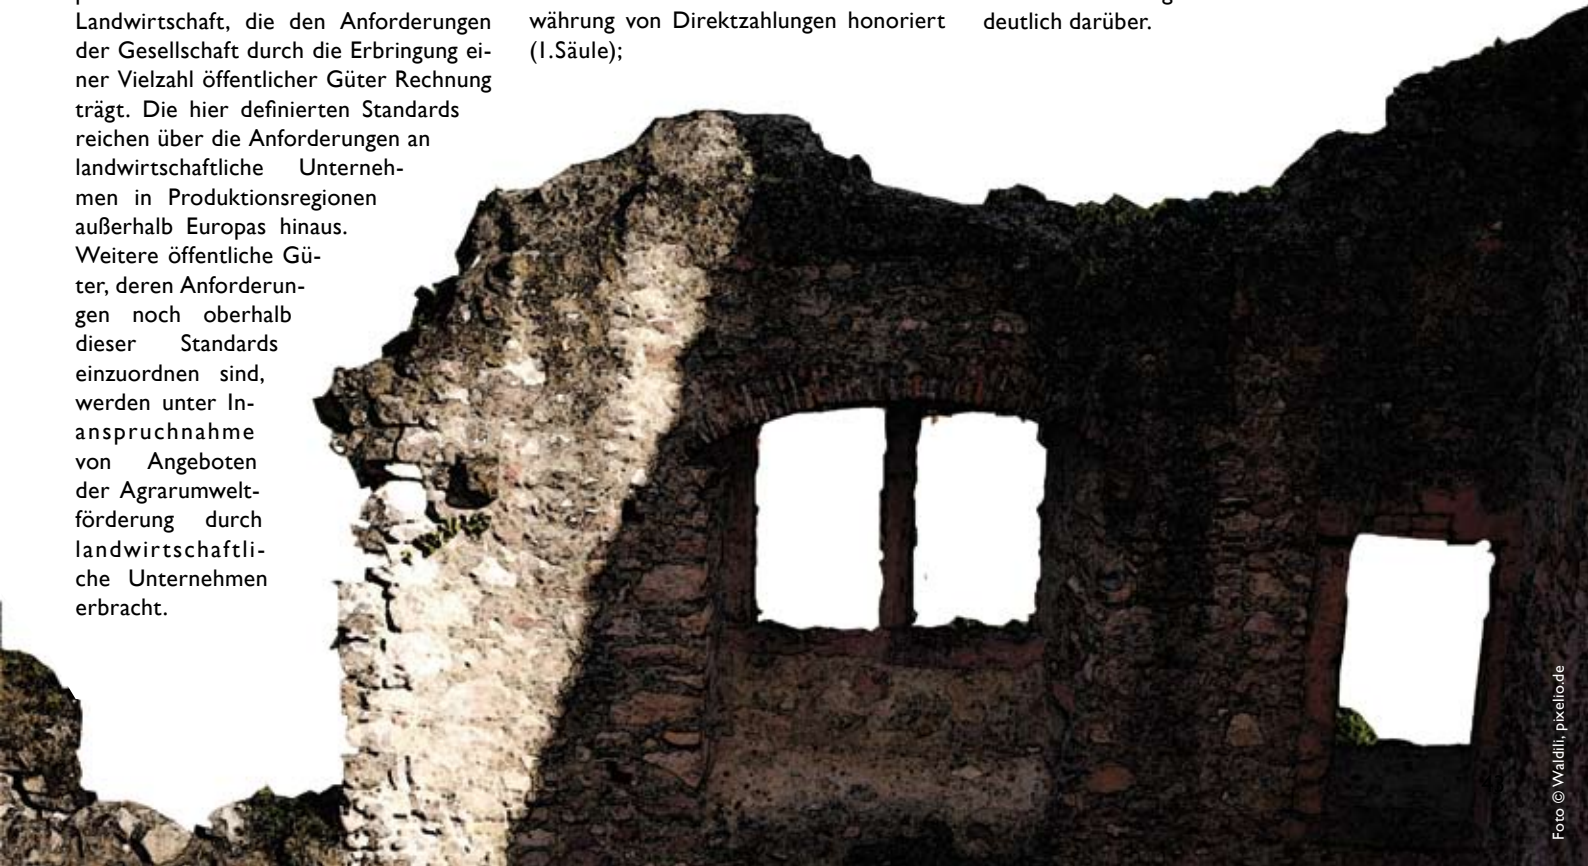 Landwirtschaft, die den Anforderungen
der Gesellschaft durch die Erbringung ei-
ner Vielzahl öffentlicher Güter Rechnung
trägt. Die hier definierten Standards
reichen über die Anforderungen an
landwirtschaftliche Unterneh-
men in Produktionsregionen
außerhalb Europas hinaus.
Weitere öffentliche Gü-
ter, deren Anforderun-
gen noch oberhalb
dieser Standards
einzuordnen sind,
werden unter In-
anspruchnahme
von Angeboten
der Agrarumwelt-
förderung durch
landwirtschaftli-
che Unternehmen
erbracht.
währung von Direktzahlungen honoriert
(1.Säule);
deutlich darüber.
Foto © Waldili, pixelio.de